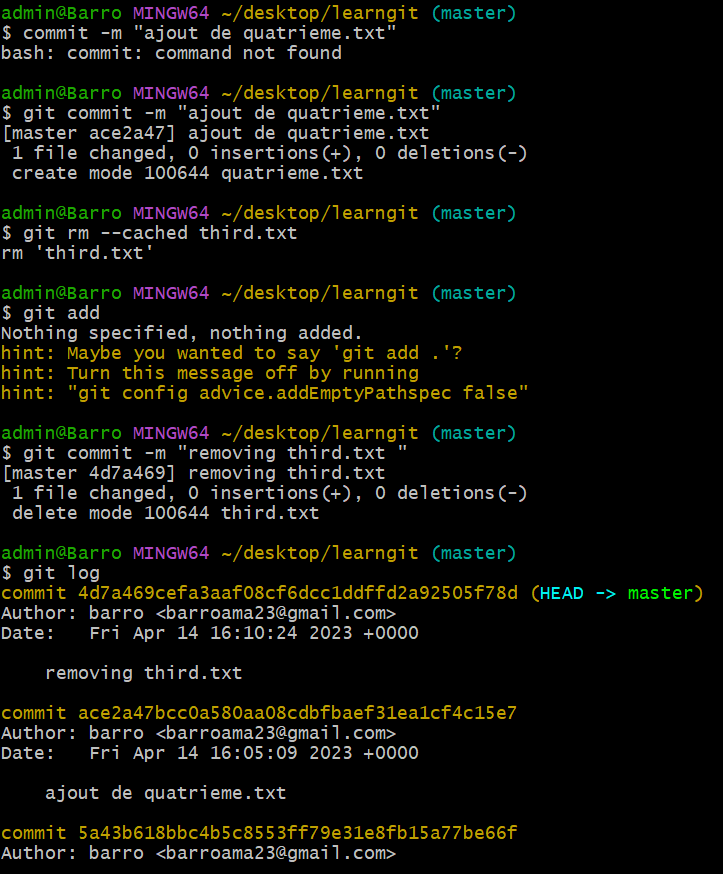 admin@Barro MINGW64 ~/desktop/learngit (master)
$ commit -m "ajout de quatrieme.txt"
bash: commit: command not found
admin@Barro MINGW64 ~/desktop/learngit (master)
$ git commit -m "ajout de quatrieme.txt"
[master ace2a47] ajout de quatrieme.txt
 1 file changed, 0 insertions(+), 0 deletions(-)
 create mode 100644 quatrieme.txt
admin@Barro MINGW64 ~/desktop/learngit (master)
$ git rm --cached third.txt
rm 'third.txt'
admin@Barro MINGW64 ~/desktop/learngit (master)
$ git add
Nothing specified, nothing added.
hint: Maybe you wanted to say 'git add .'?
hint: Turn this message off by running
hint: "git config advice.addEmptyPathspec false"
admin@Barro MINGW64 ~/desktop/learngit (master)
$ git commit -m "removing third.txt "
[master 4d7a469] removing third.txt
 1 file changed, 0 insertions(+), 0 deletions(-)
 delete mode 100644 third.txt
admin@Barro MINGW64 ~/desktop/learngit (master)
$ git log
commit 4d7a469cefa3aaf08cf6dcc1ddffd2a92505f78d (HEAD -> master)
Author: barro <barroama23@gmail.com>
Date:   Fri Apr 14 16:10:24 2023 +0000
    removing third.txt
commit ace2a47bcc0a580aa08cdbfbaef31ea1cf4c15e7
Author: barro <barroama23@gmail.com>
Date:   Fri Apr 14 16:05:09 2023 +0000
    ajout de quatrieme.txt
commit 5a43b618bbc4b5c8553ff79e31e8fb15a77be66f
Author: barro <barroama23@gmail.com>